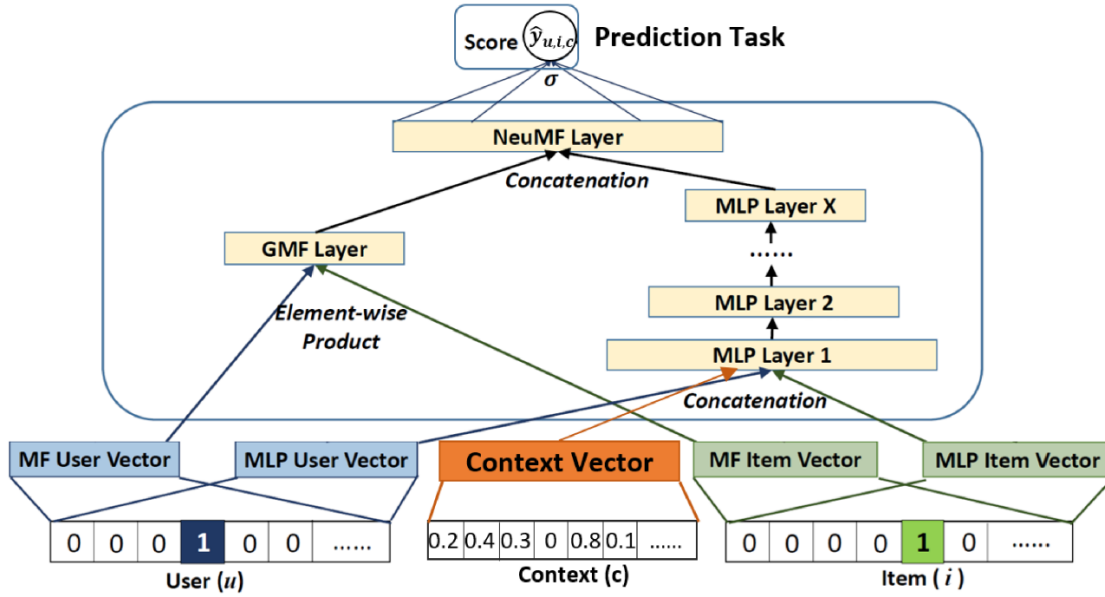 Score ŷu,i,c Prediction Task
σ
NeuMF Layer
Concatenation
MLP Layer X
GMF Layer
......
Element-wise
Product
MLP Layer 2
MLP Layer 1
Concatenation
MF User Vector MLP User Vector Context Vector MF Item Vector MLP Item Vector
0 0 0 1 0 0 ...... 0.2 0.4 0.3 0 0.8 0.1 ...... 0 0 0 0 1 0 ......
User (u) Context (c) Item ( i )